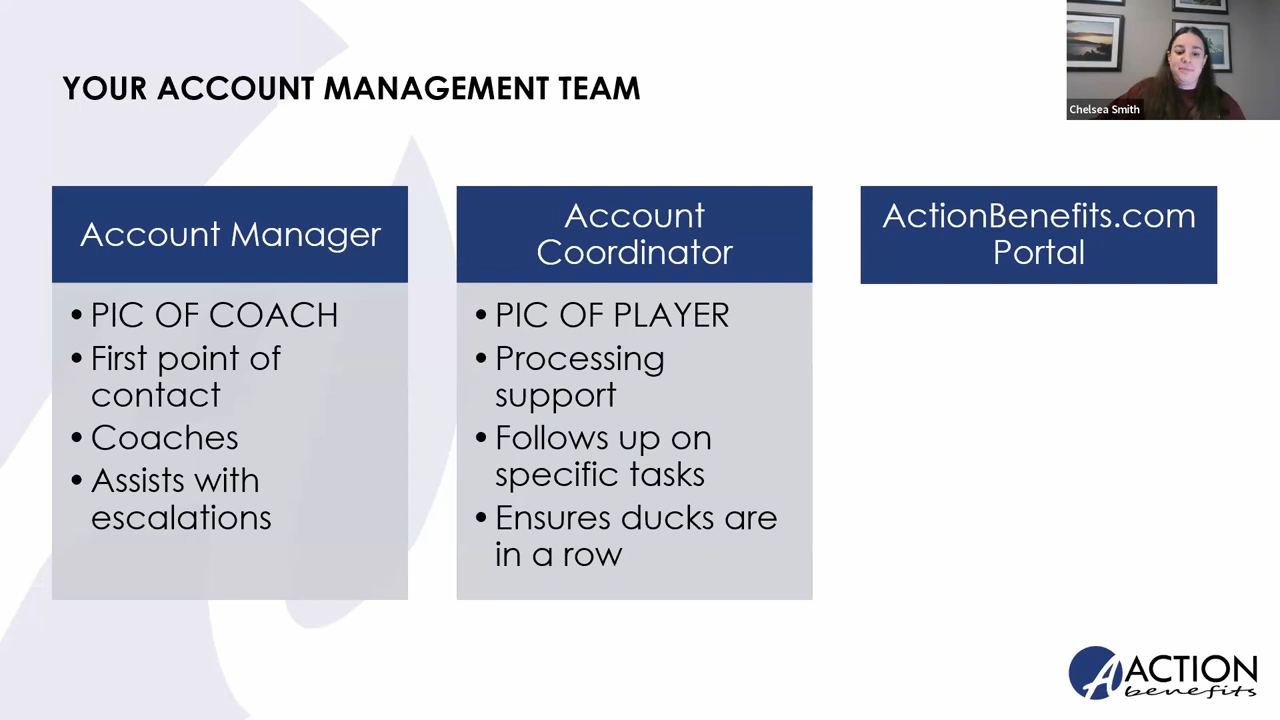 YOUR ACCOUNT MANAGEMENT TEAM
Chelsea Smith
Account Manager
• PIC OF COACH
• First point of
contact
• Coaches
• Assists with
escalations
Account
Coordinator
• PIC OF PLAYER
• Processing
support
• Follows up on
specific tasks
• Ensures ducks are
in a row
ActionBenefits.com
Portal
A ACTION
benefits